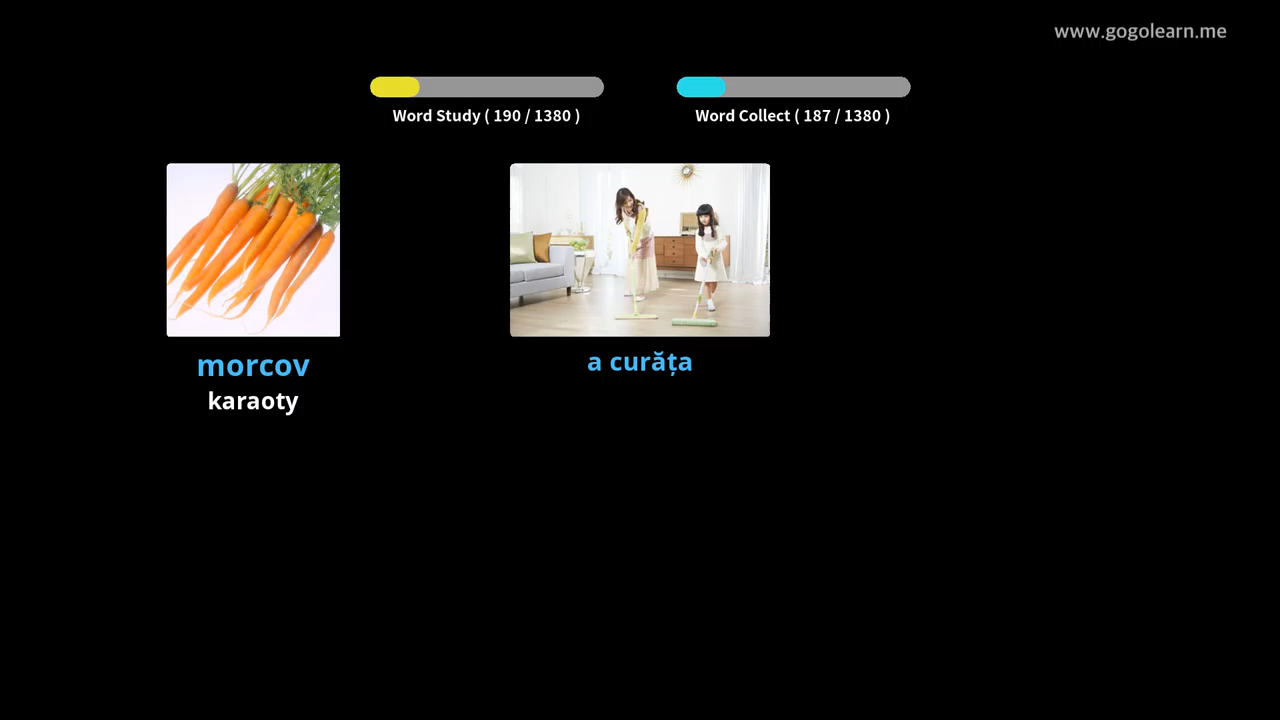 www.gogolearn.me
Word Study ( 190 / 1380 )
Word Collect ( 187 / 1380 )
morcov
karaoty
a curăța